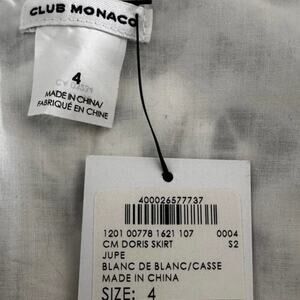 CLUB MONACO
4
MADE IN CHINA/
FABRIQUÉ EN CHINE
400026577737
1201 00778 1621 107 0004
CM DORIS SKIRT S2
JUPE
BLANC DE BLANC/CASSE
MADE IN CHINA
SIZE: 4